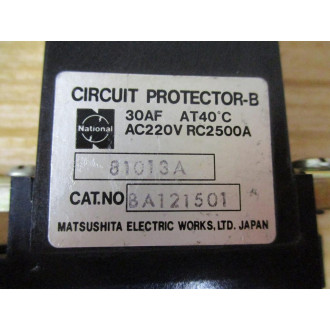 CIRCUIT PROTECTOR-B
National
30AF AT40°C
AC220V RC2500A
81013A
CAT.NO BA121501
MATSUSHITA ELECTRIC WORKS, LTD. JAPAN